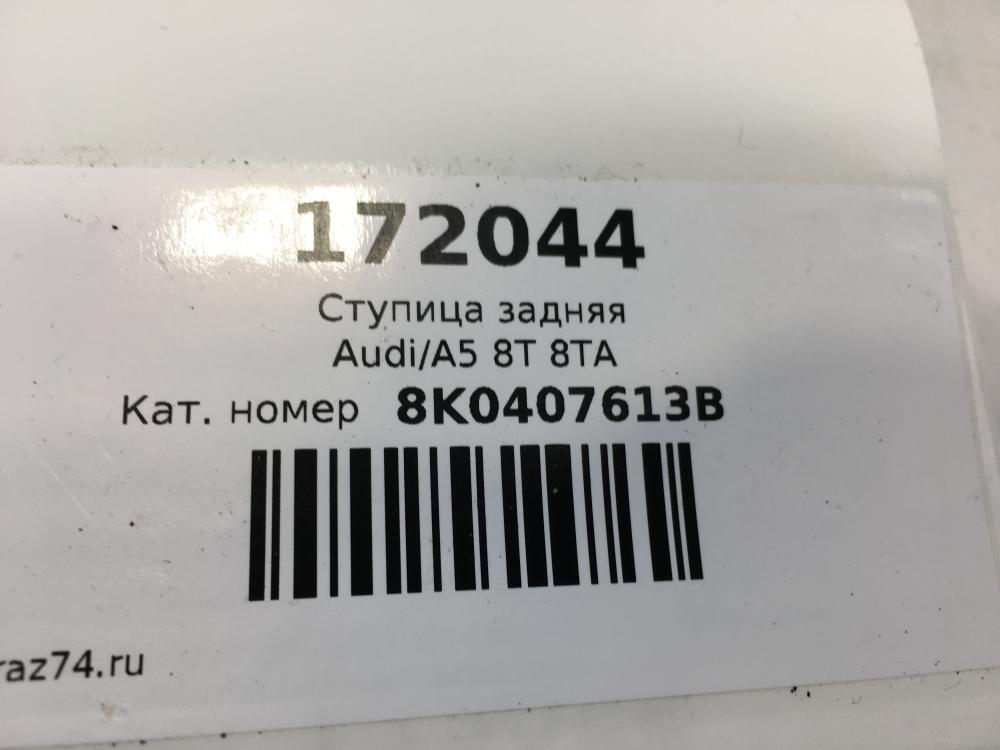 172044
Ступица задняя
Audi/A5 8T 8TA
Кат. номер 8K0407613B
raz74.ru